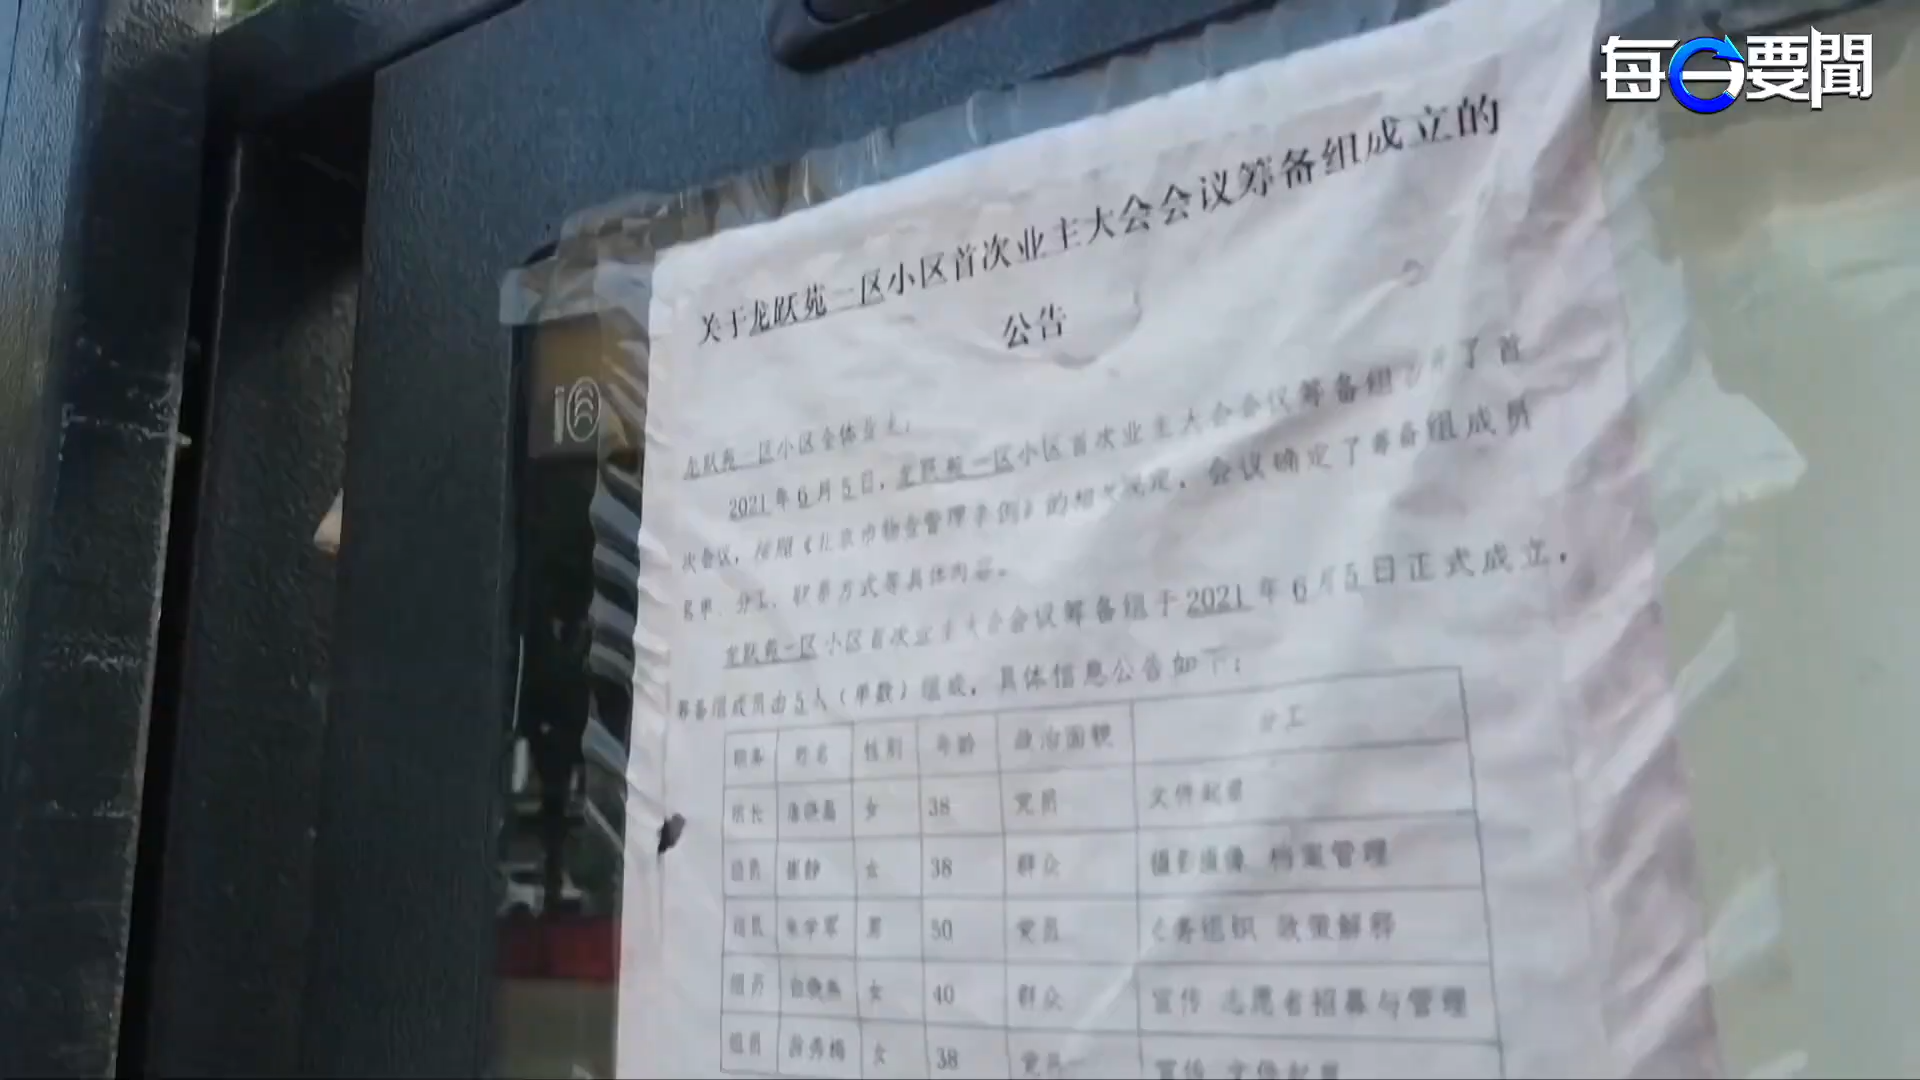 每日要聞
关于龙跃苑一区小区首次业主大会会议筹备组成立的
公告
龙跃苑一区小区全体业主：
2021年6月5日，龙跃苑一区小区首次业主大会会议筹备组 了首
次会议，按照《北京市物业管理条例》的相关规定，会议确定了筹备组成员
名单、分工、职责方式等具体内容。
龙跃苑一区小区首次业主大会会议筹备组于2021年6月5日正式成立。
筹备组成员由5人（单数）组成，具体信息公告如下：
职务 姓名 性别 年龄 政治面貌 分工
组长 女 38 党员 文件起草
组员 崔静 女 38 群众 摄影摄像 档案管理
组员 男 50 党员 组织 政策解释
组员 女 40 群众 宣传 志愿者招募与管理
组员 女 38 党员 宣传 文件起草